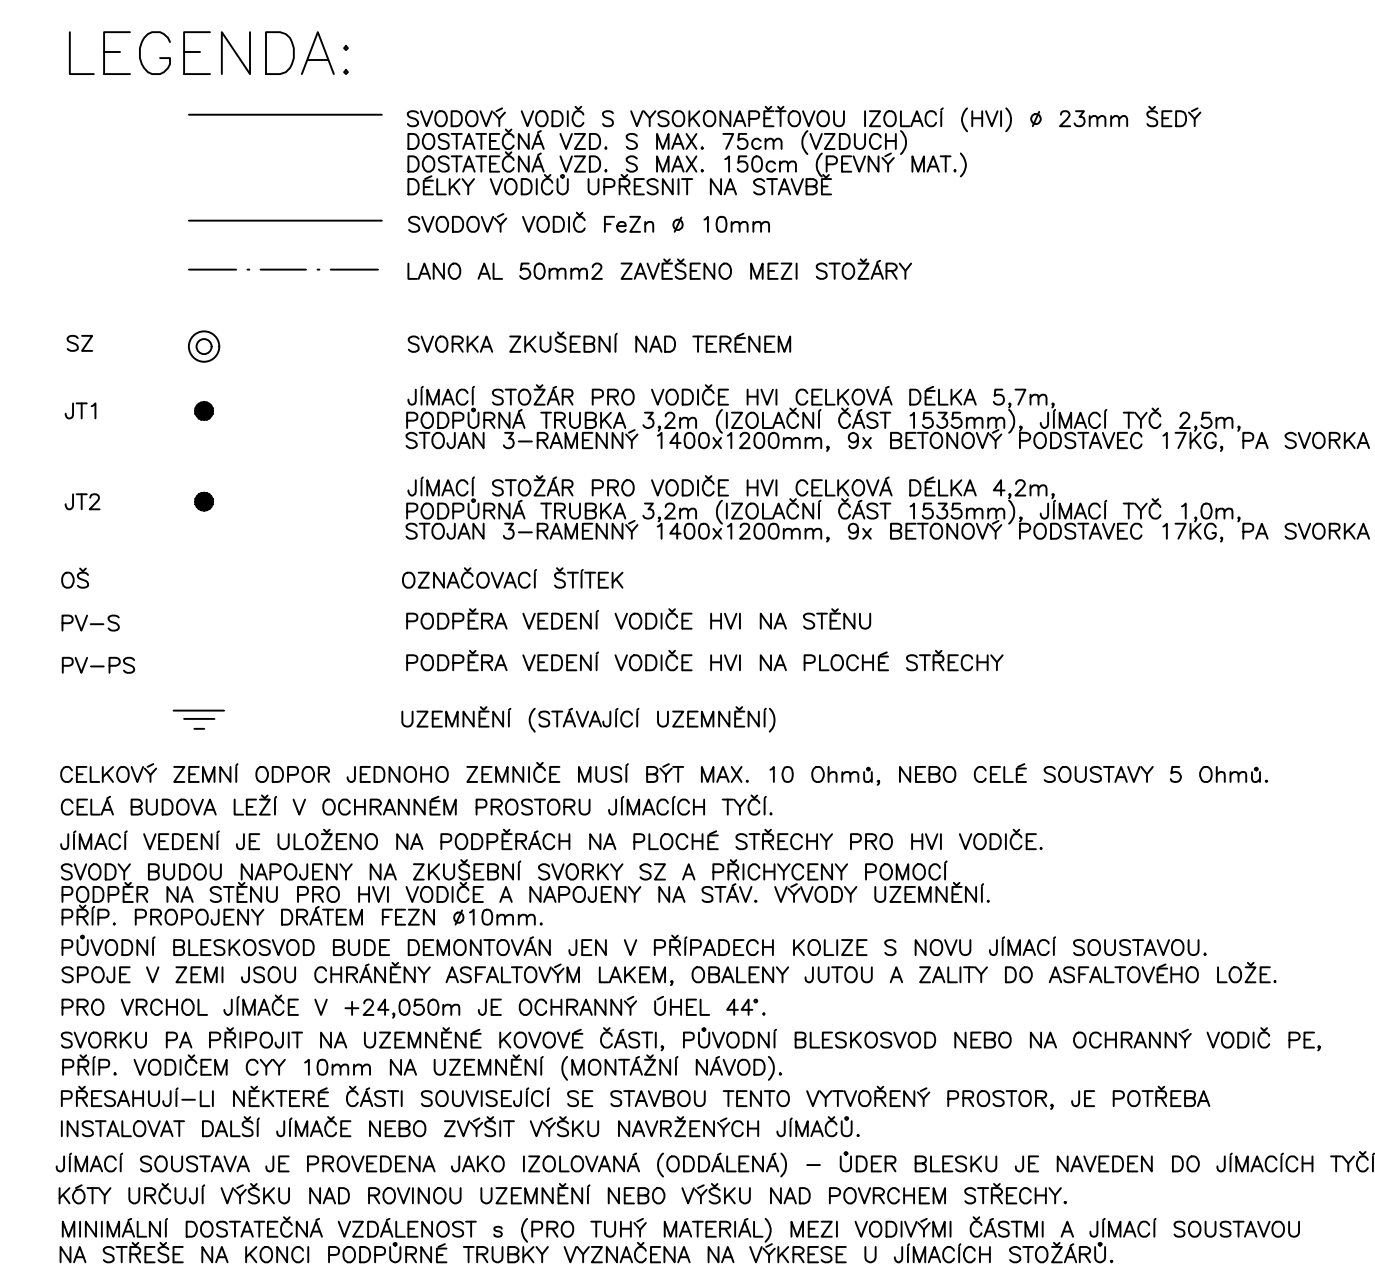 LEGENDA:
SVODOVÝ VODIČ S VYSOKONAPĚŤOVOU IZOLACÍ (HVI) Ø 23mm ŠEDÝ
DOSTATEČNÁ VZD. S MAX. 75cm (VZDUCH)
DOSTATEČNÁ VZD. S MAX. 150cm (PEVNÝ MAT.)
DÉLKY VODIČŮ UPŘESNIT NA STAVBĚ
SVODOVÝ VODIČ FeZn Ø 10mm
LANO AL 50mm2 ZAVĚŠENO MEZI STOŽÁRY
SZ SVORKA ZKUŠEBNÍ NAD TERÉNEM
JÍMACÍ STOŽÁR PRO VODIČE HVI CELKOVÁ DÉLKA 5,7m,
JT1 PODPŮRNÁ TRUBKA 3,2m (IZOLAČNÍ ČÁST 1535mm), JÍMACÍ TYČ 2,5m,
STOJAN 3-RAMENNÝ 1400x1200mm, 9x BETONOVÝ PODSTAVEC 17KG, PA SVORKA
JÍMACÍ STOŽÁR PRO VODIČE HVI CELKOVÁ DÉLKA 4,2m,
JT2 PODPŮRNÁ TRUBKA 3,2m (IZOLAČNÍ ČÁST 1535mm), JÍMACÍ TYČ 1,0m,
STOJAN 3-RAMENNÝ 1400x1200mm, 9x BETONOVÝ PODSTAVEC 17KG, PA SVORKA
OŠ OZNAČOVACÍ ŠTÍTEK
PV-S PODPĚRA VEDENÍ VODIČE HVI NA STĚNU
PV-PS PODPĚRA VEDENÍ VODIČE HVI NA PLOCHÉ STŘECHY
UZEMNĚNÍ (STÁVAJÍCÍ UZEMNĚNÍ)
CELKOVÝ ZEMNÍ ODPOR JEDNOHO ZEMNIČE MUSÍ BÝT MAX. 10 Ohmů, NEBO CELÉ SOUSTAVY 5 Ohmů.
CELÁ BUDOVA LEŽÍ V OCHRANNÉM PROSTORU JÍMACÍCH TYČÍ.
JÍMACÍ VEDENÍ JE ULOŽENO NA PODPĚRÁCH NA PLOCHÉ STŘECHY PRO HVI VODIČE.
SVODY BUDOU NAPOJENY NA ZKUŠEBNÍ SVORKY SZ A PŘICHYCENY POMOCÍ
PODPĚR NA STĚNU PRO HVI VODIČE A NAPOJENY NA STÁV. VÝVODY UZEMNĚNÍ.
PŘÍP. PROPOJENY DRÁTEM FEZN Ø10mm.
PŮVODNÍ BLESKOSVOD BUDE DEMONTOVÁN JEN V PŘÍPADECH KOLIZE S NOVU JÍMACÍ SOUSTAVOU.
SPOJE V ZEMI JSOU CHRÁNĚNY ASFALTOVÝM LAKEM, OBALENY JUTOU A ZALITY DO ASFALTOVÉHO LOŽE.
PRO VRCHOL JÍMAČE V +24,050m JE OCHRANNÝ ÚHEL 44°.
SVORKU PA PŘIPOJIT NA UZEMNĚNÉ KOVOVÉ ČÁSTI, PŮVODNÍ BLESKOSVOD NEBO NA OCHRANNÝ VODIČ PE,
PŘÍP. VODIČEM CYY 10mm NA UZEMNĚNÍ (MONTÁŽNÍ NÁVOD).
PŘESAHUJÍ-LI NĚKTERÉ ČÁSTI SOUVISEJÍCÍ SE STAVBOU TENTO VYTVOŘENÝ PROSTOR, JE POTŘEBA
INSTALOVAT DALŠÍ JÍMAČE NEBO ZVÝŠIT VÝŠKU NAVRŽENÝCH JÍMAČŮ.
JÍMACÍ SOUSTAVA JE PROVEDENA JAKO IZOLOVANÁ (ODDÁLENÁ) - ŮDER BLESKU JE NAVEDEN DO JÍMACÍCH TYČÍ
KÓTY URČUJÍ VÝŠKU NAD ROVINOU UZEMNĚNÍ NEBO VÝŠKU NAD POVRCHEM STŘECHY.
MINIMÁLNÍ DOSTATEČNÁ VZDÁLENOST s (PRO TUHÝ MATERIÁL) MEZI VODIVÝMI ČÁSTMI A JÍMACÍ SOUSTAVOU
NA STŘEŠE NA KONCI PODPŮRNÉ TRUBKY VYZNAČENA NA VÝKRESE U JÍMACÍCH STOŽÁRŮ.